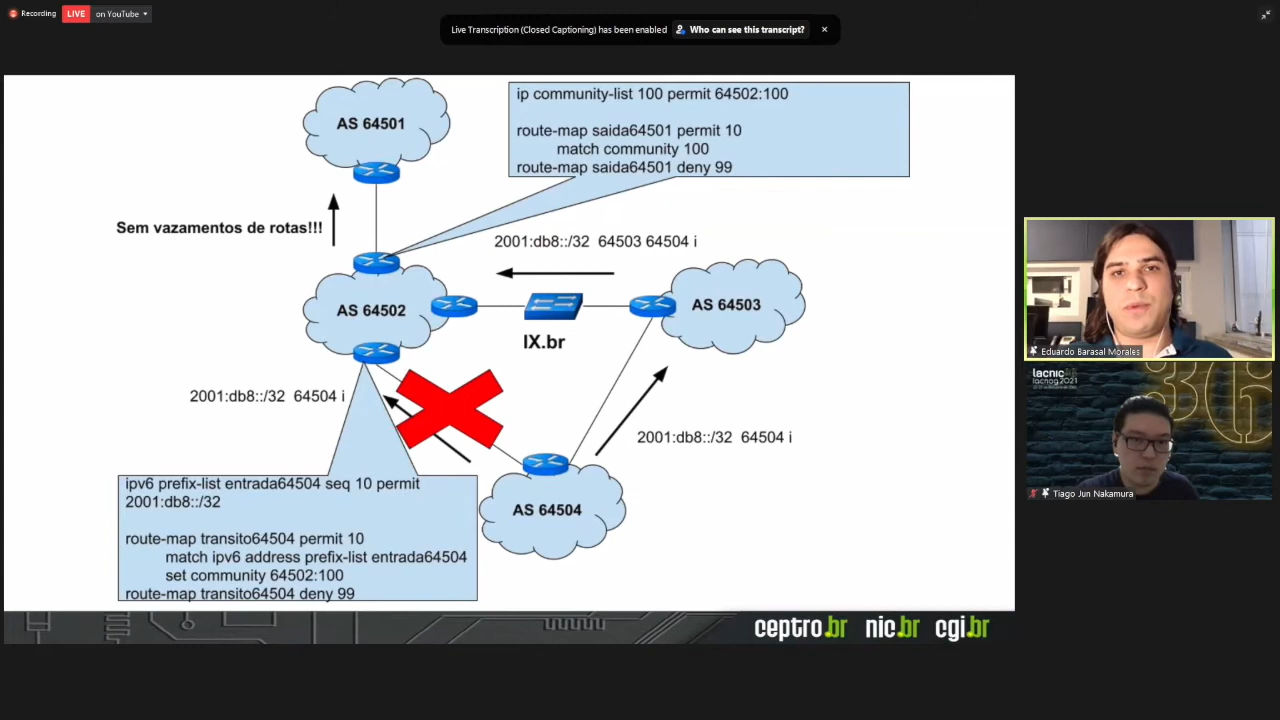 Recording
LIVE on YouTube
Live Transcription (Closed Captioning) has been enabled Who can see this transcript?
AS 64501
ip community-list 100 permit 64502:100
route-map saida64501 permit 10
match community 100
route-map saida64501 deny 99
Sem vazamentos de rotas!!!
2001:db8::/32 64503 64504 i
AS 64502
AS 64503
IX.br
2001:db8::/32 64504 i
2001:db8::/32 64504 i
ipv6 prefix-list entrada64504 seq 10 permit
2001:db8::/32
route-map transito64504 permit 10
match ipv6 address prefix-list entrada64504
set community 64502:100
route-map transito64504 deny 99
AS 64504
ceptro.br nic.br cgi.br
Eduardo Barasal Morales
lacnic36
lacnog 2021
Tiago Jun Nakamura